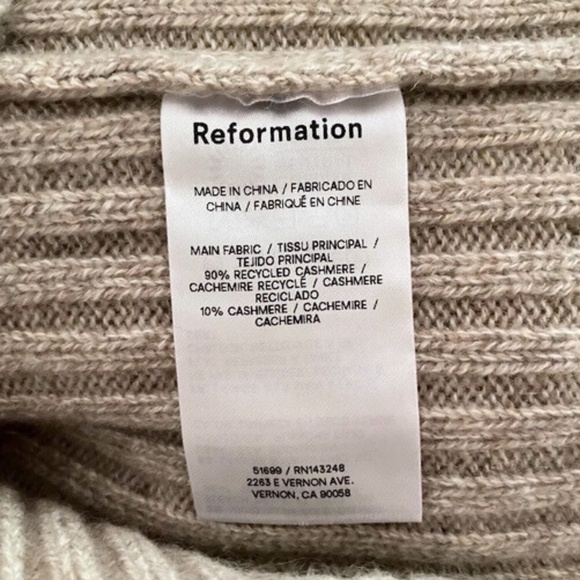 Reformation
MADE IN CHINA / FABRICADO EN
CHINA / FABRIQUÉ EN CHINE
MAIN FABRIC / TISSU PRINCIPAL /
TEJIDO PRINCIPAL
90% RECYCLED CASHMERE /
CACHEMIRE RECYCLÉ / CASHMERE
RECICLADO
10% CASHMERE / CACHEMIRE /
CACHEMIRA
51699 / RN143248
2263 E VERNON AVE.
VERNON, CA 90058